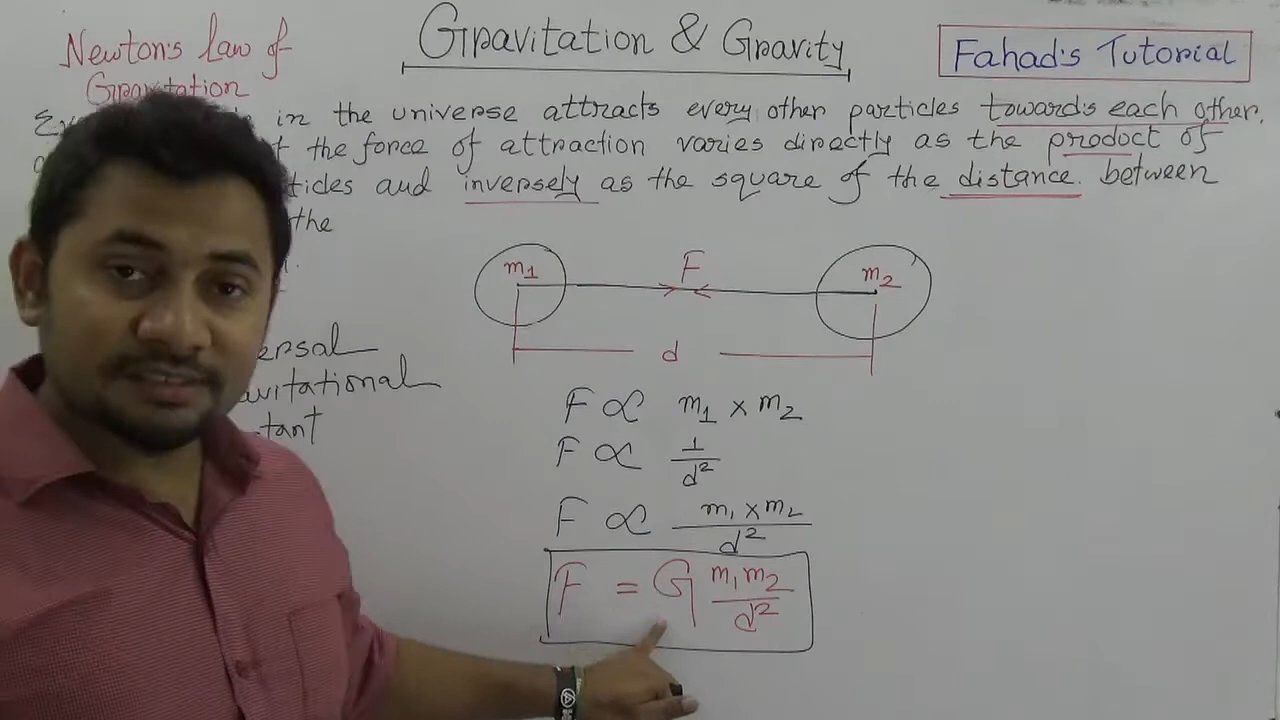 Newton's Law of
Gravitation
Gravitation & Gravity
Fahad's Tutorial
in the universe attracts every other particles towards each other.
the force of attraction varies directly as the product of
ticles and inversely as the square of the distance between
the
m1 F m2
d
ersal
avitational
tant
F ∝ m1 × m2
F ∝ 1/d²
F ∝ m1 × m2/d²
F = G m1 m2/d²